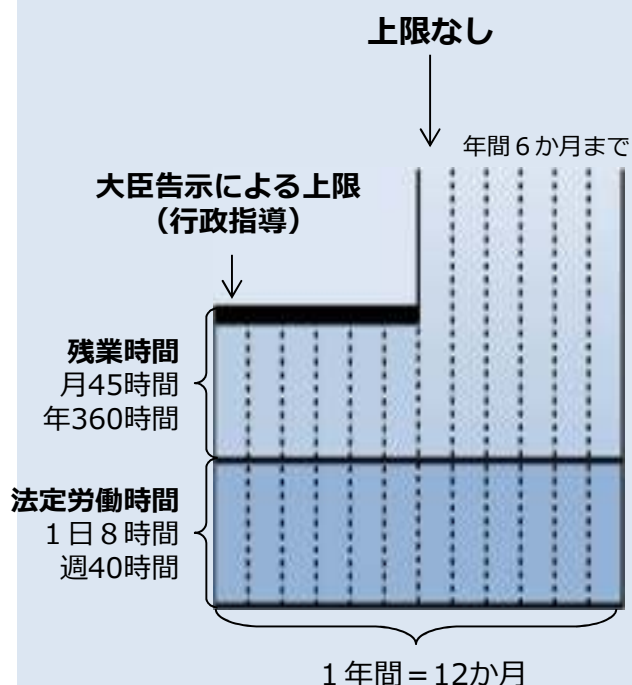 上限なし
年間６か月まで
大臣告示による上限
（行政指導）
残業時間
月45時間
年360時間
法定労働時間
１日８時間
週40時間
１年間＝12か月